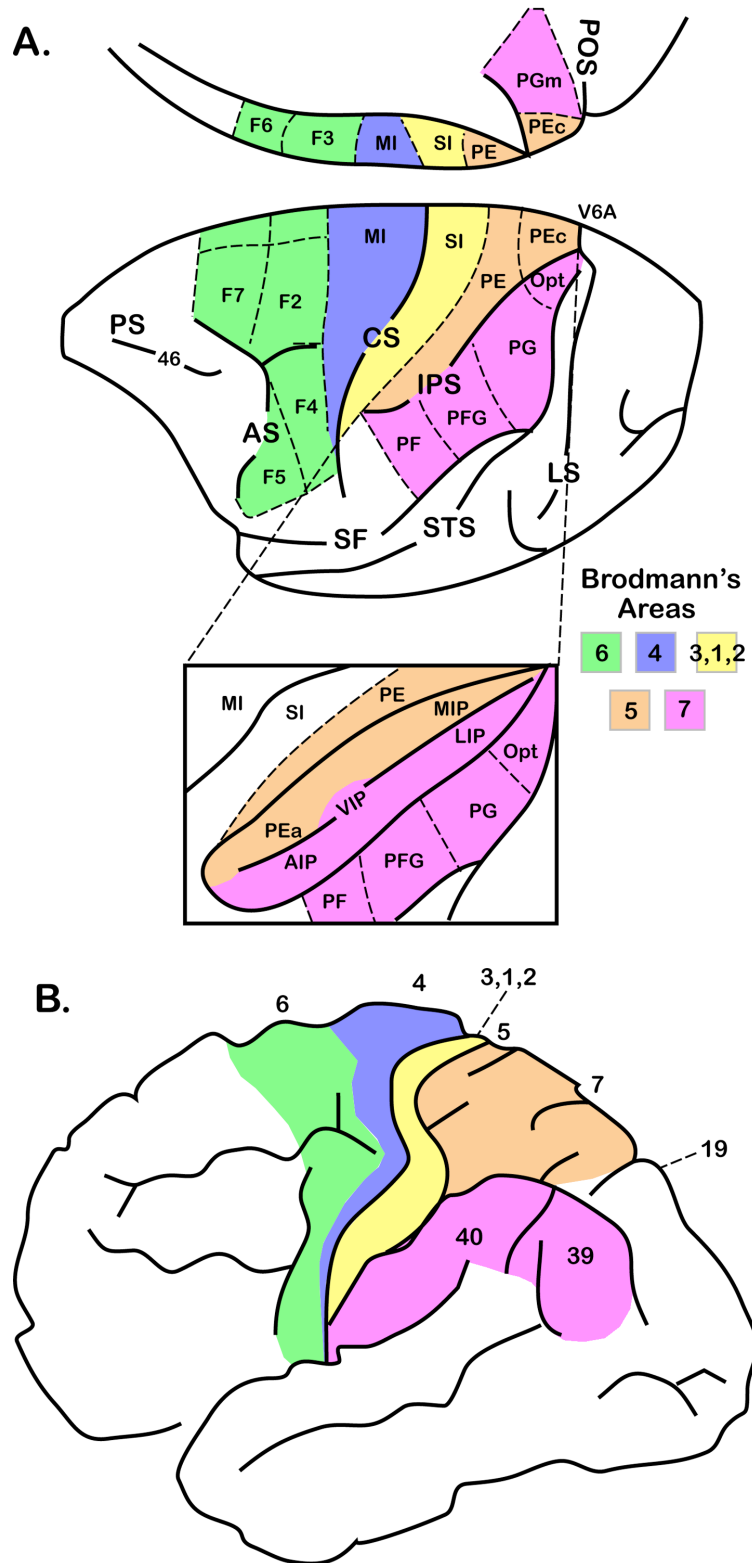 A.
POS
PGm
F6
F3
MI
SI
PE
PEc
V6A
MI
SI
PEc
F7
F2
PE
Opt
PS
46
CS
PG
IPS
AS
F4
PF
PFG
F5
LS
SF
STS
Brodmann's
Areas
6
4
3,1,2
5
7
MI
SI
PE
MIP
LIP
Opt
VIP
PEa
PG
AIP
PFG
PF
B.
6
4
3,1,2
5
7
19
40
39